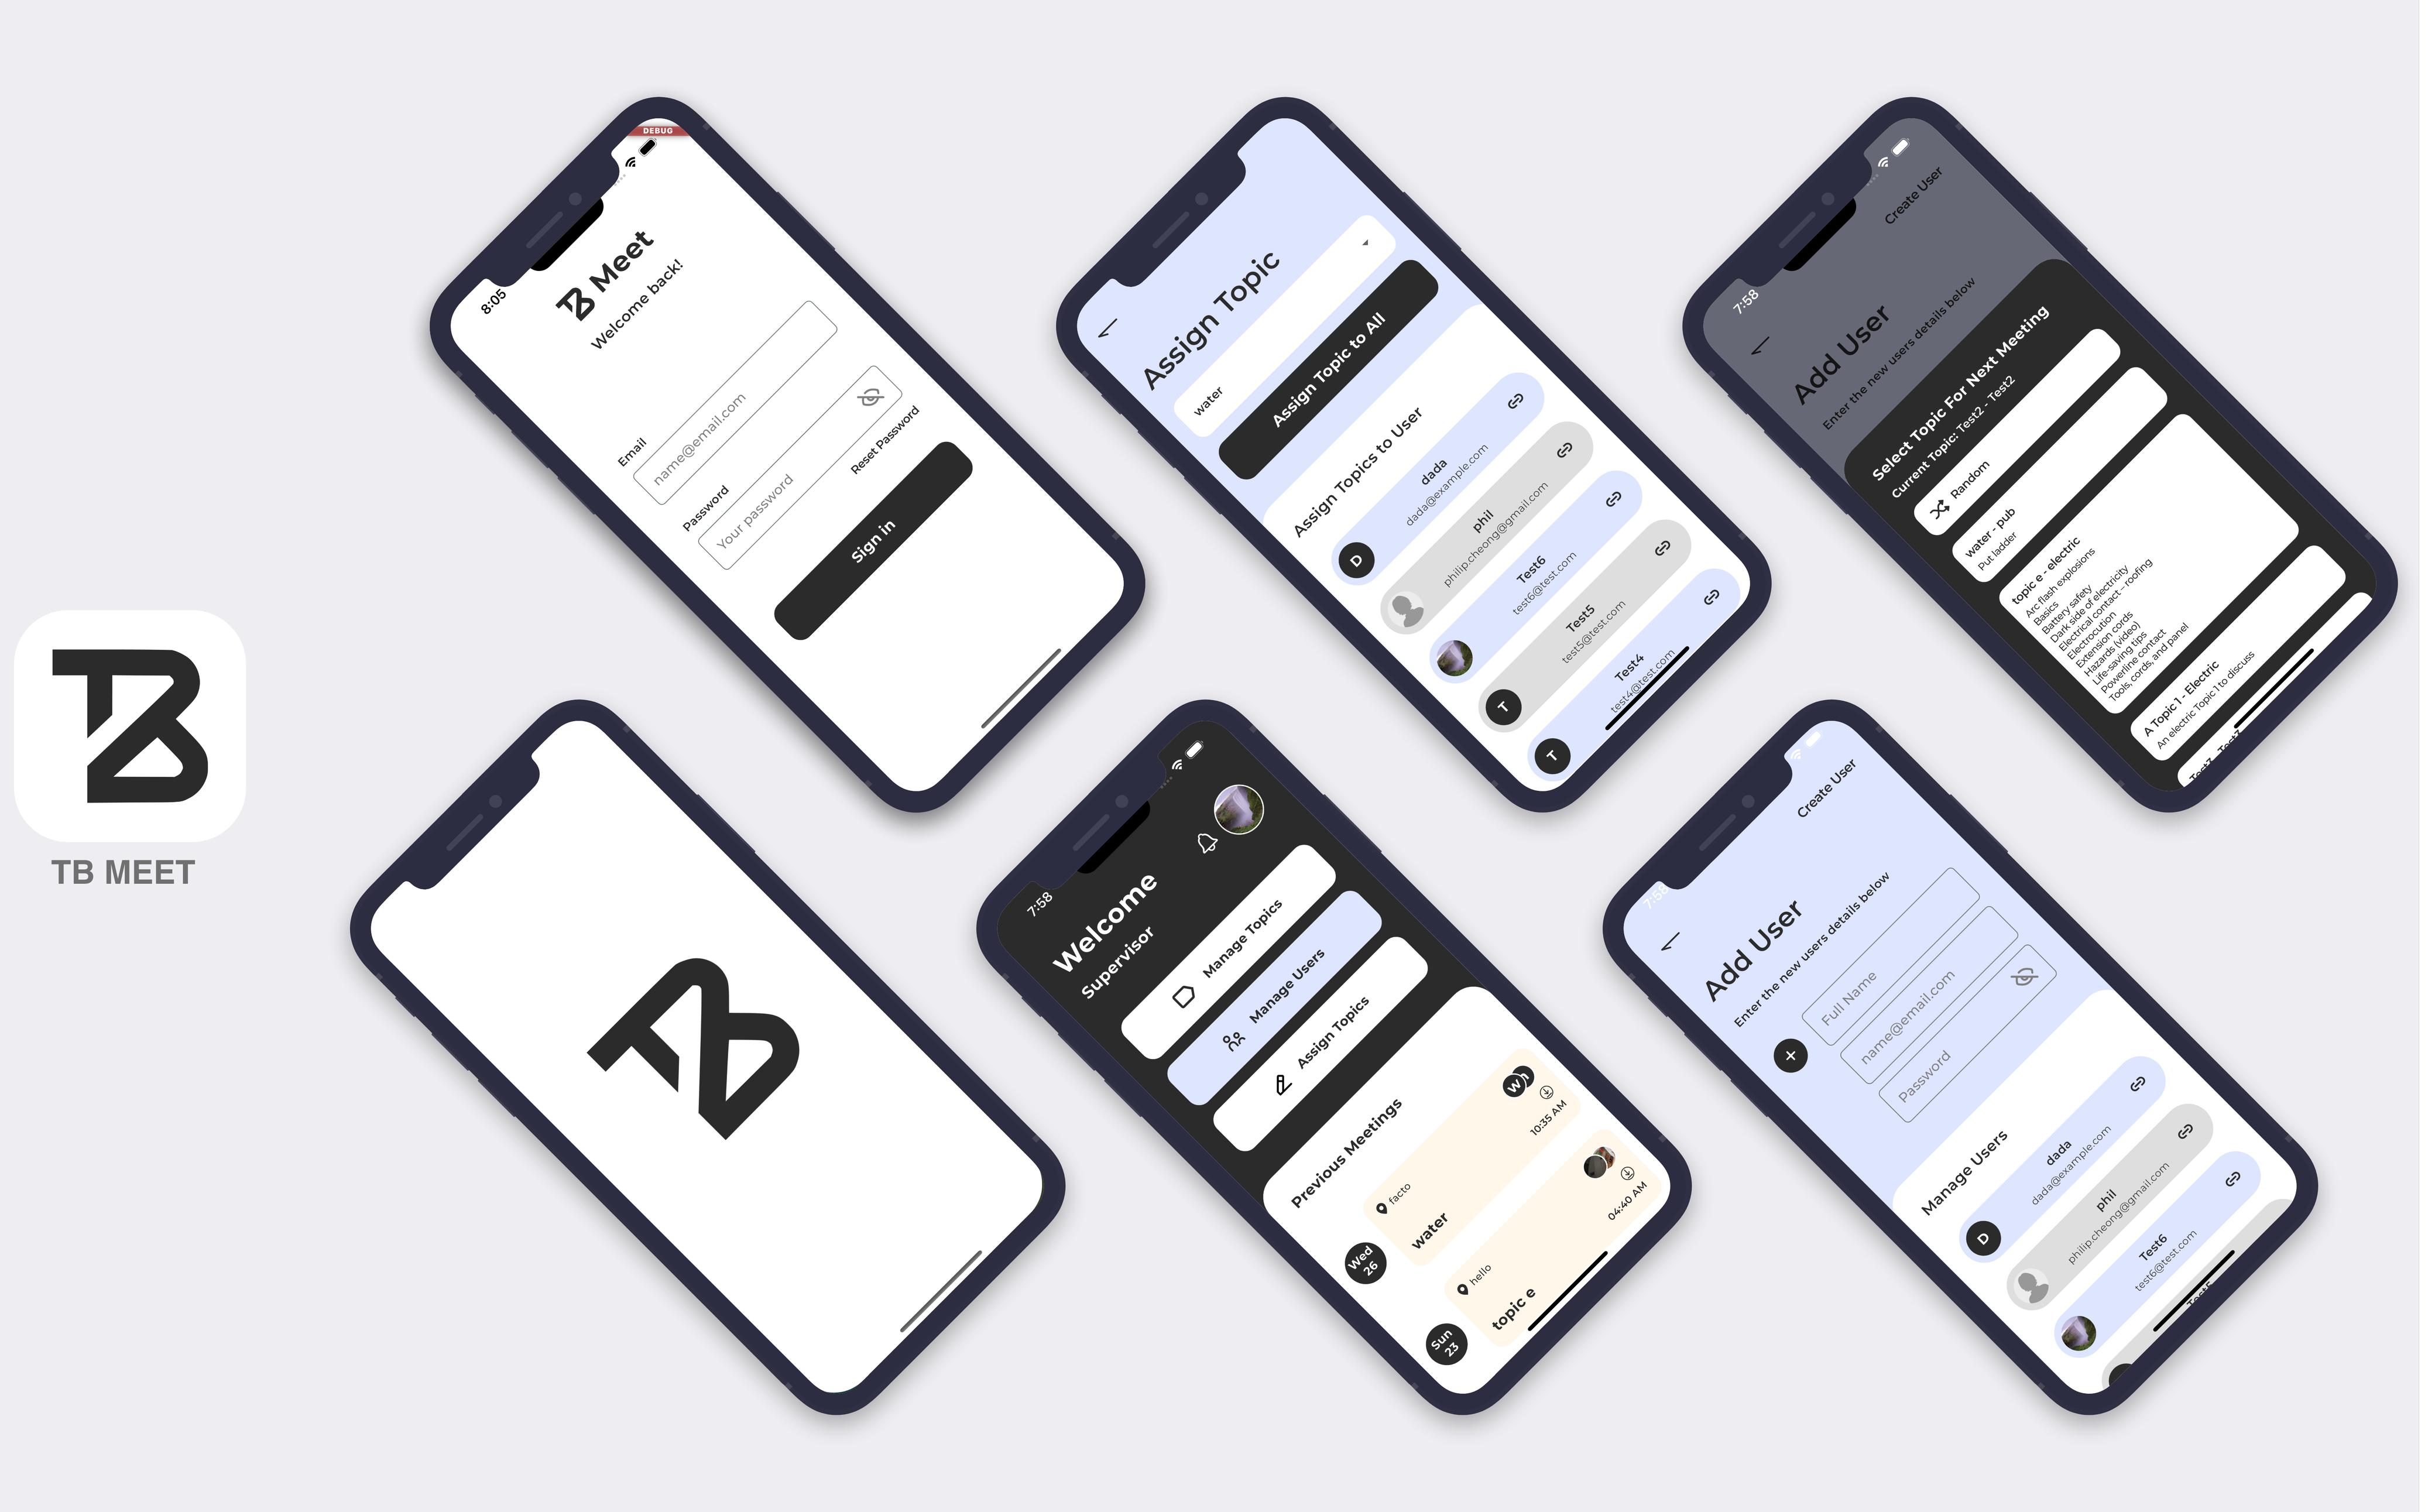 TB MEET
DEBUG
8:05
TB Meet
Welcome back!
Email
name@email.com
Password
Your password
Reset Password
Sign in
Assign Topic
water
Assign Topic to All
Assign Topics to User
D
dada
dada@example.com
phil
philip.cheong@gmail.com
Test6
test6@test.com
T
Test5
test5@test.com
T
Test4
test4@test.com
7:58
Create User
Add User
Enter the new users details below
Select Topic For Next Meeting
Current Topic: Test2 - Test2
Random
water - pub
Put ladder
topic e - electric
Arc flash explosions
Basics
Battery safety
Dark side of electricity
Electrical contact – roofing
Electrocution
Extension cords
Hazards (video)
Life-saving tips
Powerline contact
Tools, cords, and panel
A Topic 1 - Electric
An electric Topic 1 to discuss
TB
7:58
Welcome
Supervisor
Manage Topics
Manage Users
Assign Topics
Previous Meetings
Wed
26
facto
water
W
10:35 AM
Sun
23
hello
topic e
04:40 AM
Create User
Add User
Enter the new users details below
Full Name
name@email.com
Password
Manage Users
D
dada
dada@example.com
phil
philip.cheong@gmail.com
Test6
test6@test.com